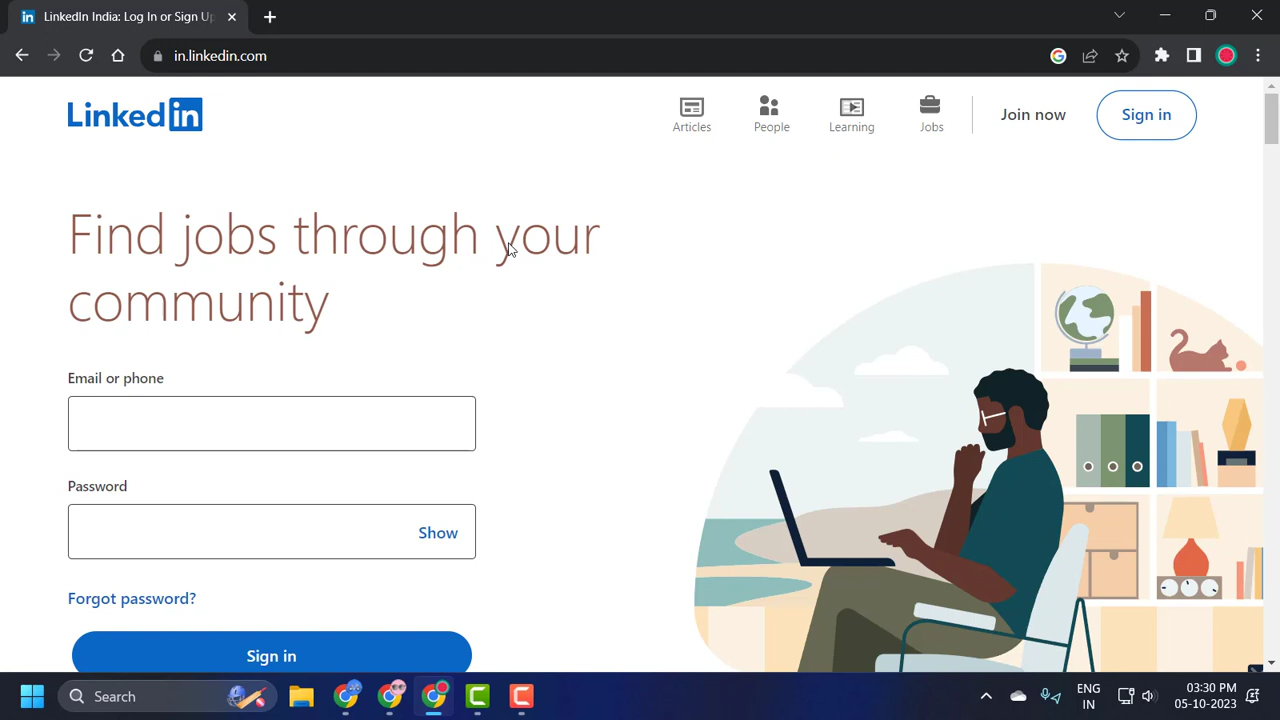 LinkedIn India: Log In or Sign Up
in.linkedin.com
Linked in
Articles
People
Learning
Jobs
Join now
Sign in
Find jobs through your
community
Email or phone
Password
Show
Forgot password?
Sign in
Search
ENG
IN
03:30 PM
05-10-2023